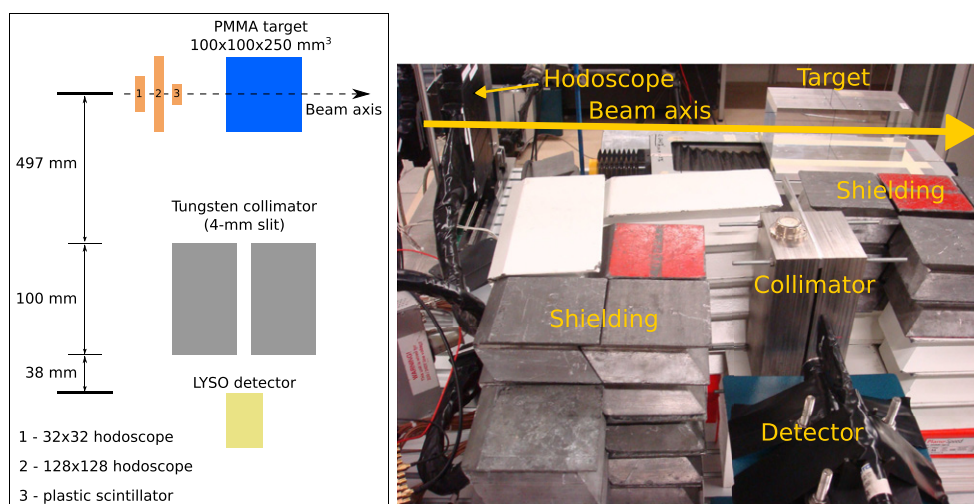 PMMA target
100x100x250 mm³
1 2 3
Beam axis
497 mm
Tungsten collimator
(4-mm slit)
100 mm
38 mm
LYSO detector
1 - 32x32 hodoscope
2 - 128x128 hodoscope
3 - plastic scintillator
Hodoscope
Target
Beam axis
Shielding
Collimator
Shielding
Detector